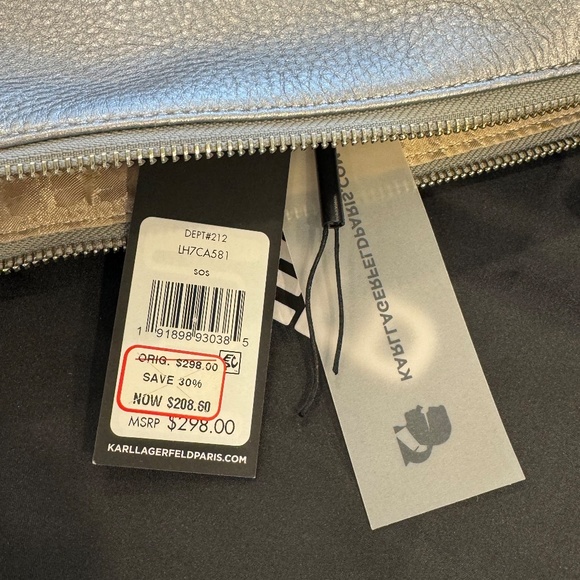 DEPT#212
LH7CA581
SOS
1 91898 93038 5
ORIG. $298.00
SAVE 30%
NOW $208.60
MSRP $298.00
KARLLAGERFELDPARIS.COM
KARLLAGERFELDPARIS.COM